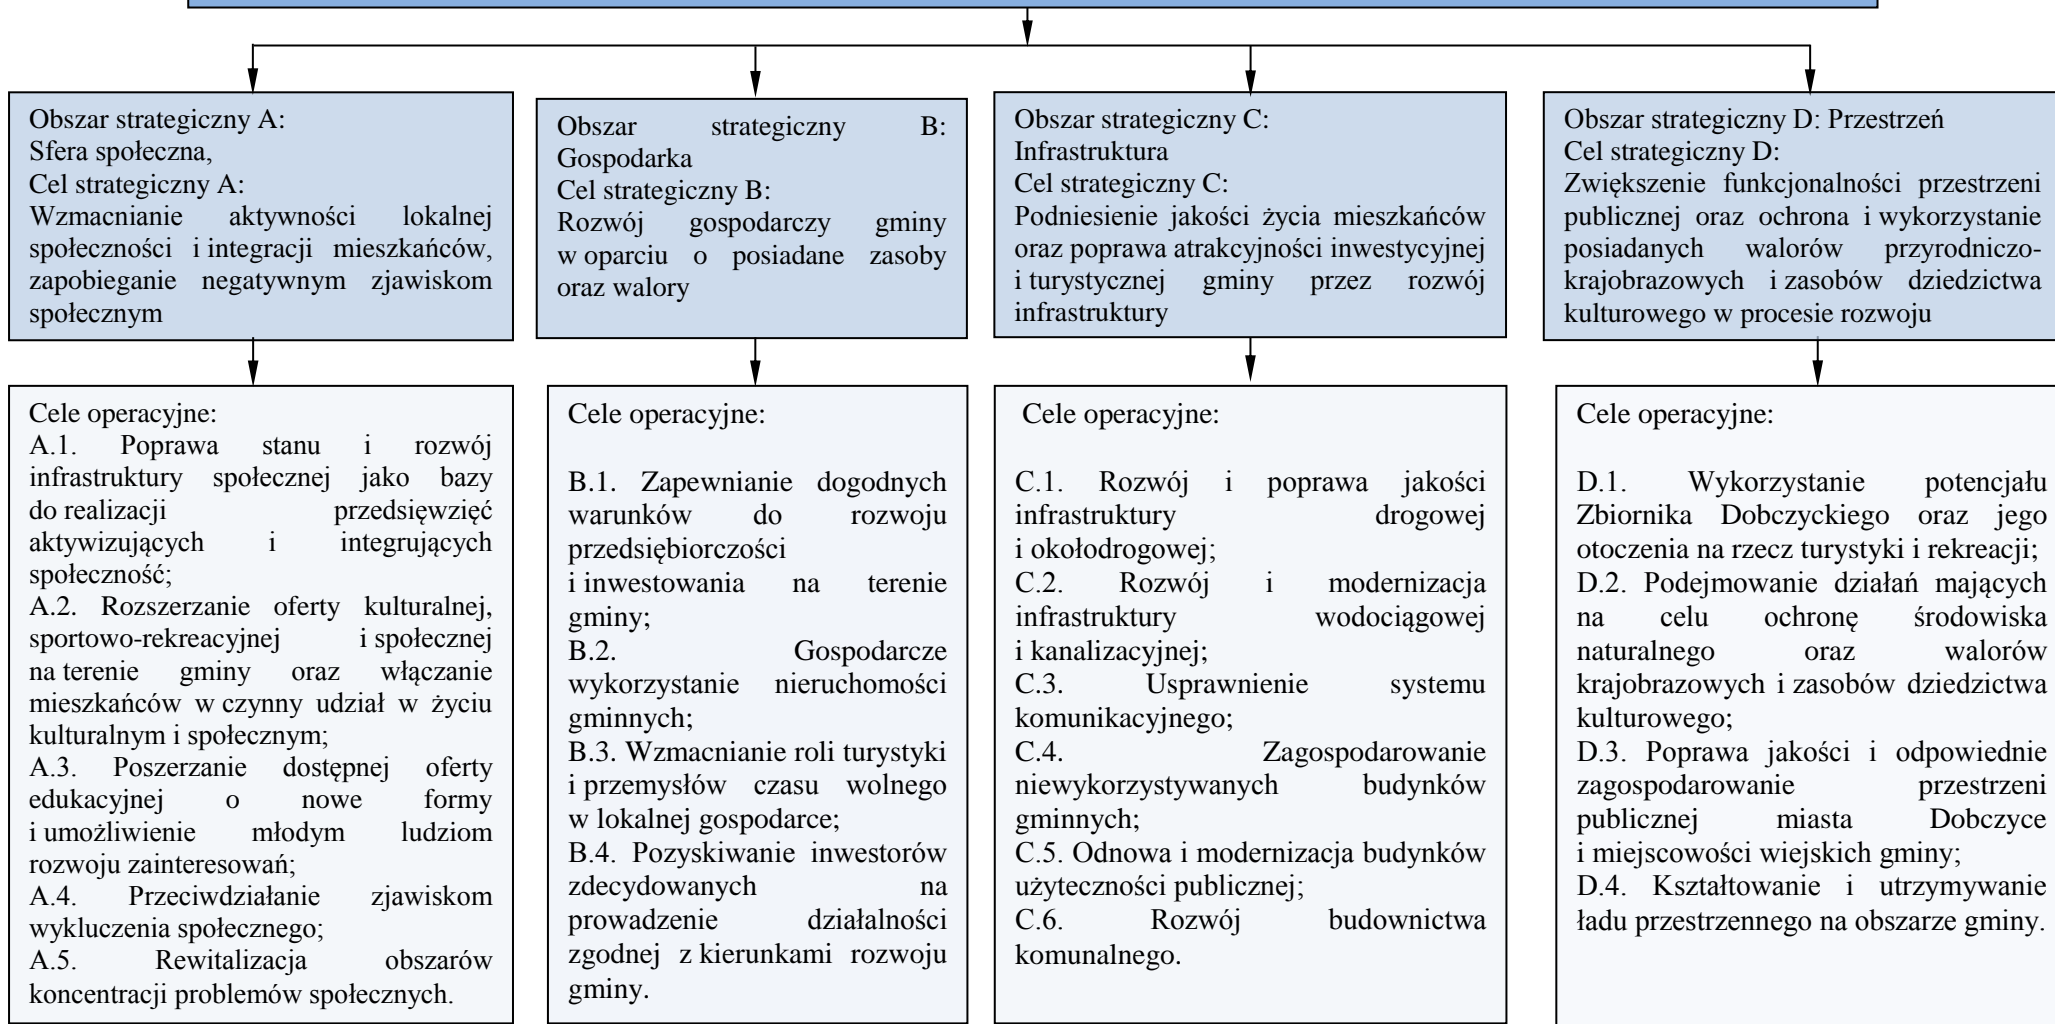 Obszar strategiczny A:
Sfera społeczna,
Cel strategiczny A:
Wzmacnianie aktywności lokalnej
społeczności i integracji mieszkańców,
zapobieganie negatywnym zjawiskom
społecznym
Obszar strategiczny B:
Gospodarka
Cel strategiczny B:
Rozwój gospodarczy gminy
w oparciu o posiadane zasoby
oraz walory
Obszar strategiczny C:
Infrastruktura
Cel strategiczny C:
Podniesienie jakości życia mieszkańców
oraz poprawa atrakcyjności inwestycyjnej
i turystycznej gminy przez rozwój
infrastruktury
Obszar strategiczny D: Przestrzeń
Cel strategiczny D:
Zwiększenie funkcjonalności przestrzeni
publicznej oraz ochrona i wykorzystanie
posiadanych walorów przyrodniczo-
krajobrazowych i zasobów dziedzictwa
kulturowego w procesie rozwoju
Cele operacyjne:
A.1. Poprawa stanu i rozwój
infrastruktury społecznej jako bazy
do realizacji przedsięwzięć
aktywizujących i integrujących
społeczność;
A.2. Rozszerzanie oferty kulturalnej,
sportowo-rekreacyjnej i społecznej
na terenie gminy oraz włączanie
mieszkańców w czynny udział w życiu
kulturalnym i społecznym;
A.3. Poszerzanie dostępnej oferty
edukacyjnej o nowe formy
i umożliwienie młodym ludziom
rozwoju zainteresowań;
A.4. Przeciwdziałanie zjawiskom
wykluczenia społecznego;
A.5. Rewitalizacja obszarów
koncentracji problemów społecznych.
Cele operacyjne:
B.1. Zapewnianie dogodnych
warunków do rozwoju
przedsiębiorczości
i inwestowania na terenie
gminy;
B.2. Gospodarcze
wykorzystanie nieruchomości
gminnych;
B.3. Wzmacnianie roli turystyki
i przemysłów czasu wolnego
w lokalnej gospodarce;
B.4. Pozyskiwanie inwestorów
zdecydowanych na
prowadzenie działalności
zgodnej z kierunkami rozwoju
gminy.
Cele operacyjne:
C.1. Rozwój i poprawa jakości
infrastruktury drogowej
i okołodrogowej;
C.2. Rozwój i modernizacja
infrastruktury wodociągowej
i kanalizacyjnej;
C.3. Usprawnienie systemu
komunikacyjnego;
C.4. Zagospodarowanie
niewykorzystywanych budynków
gminnych;
C.5. Odnowa i modernizacja budynków
użyteczności publicznej;
C.6. Rozwój budownictwa
komunalnego.
Cele operacyjne:
D.1. Wykorzystanie potencjału
Zbiornika Dobczyckiego oraz jego
otoczenia na rzecz turystyki i rekreacji;
D.2. Podejmowanie działań mających
na celu ochronę środowiska
naturalnego oraz walorów
krajobrazowych i zasobów dziedzictwa
kulturowego;
D.3. Poprawa jakości i odpowiednie
zagospodarowanie przestrzeni
publicznej miasta Dobczyce
i miejscowości wiejskich gminy;
D.4. Kształtowanie i utrzymywanie
ładu przestrzennego na obszarze gminy.